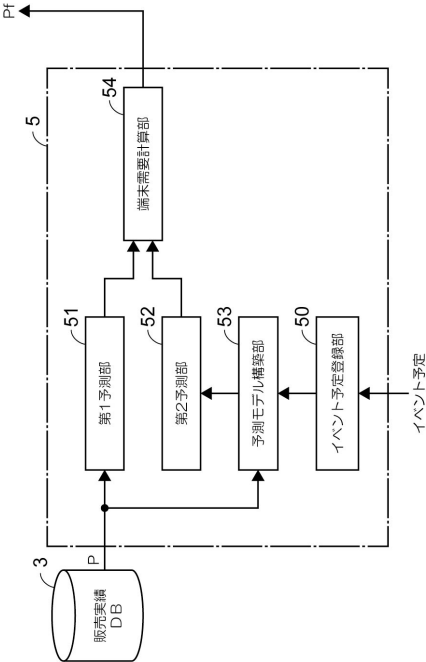 5
3
販売実績
DB
P
51
第1予測部
52
第2予測部
53
予測モデル構築部
50
イベント予定登録部
イベント予定
54
端末需要計算部
Pf